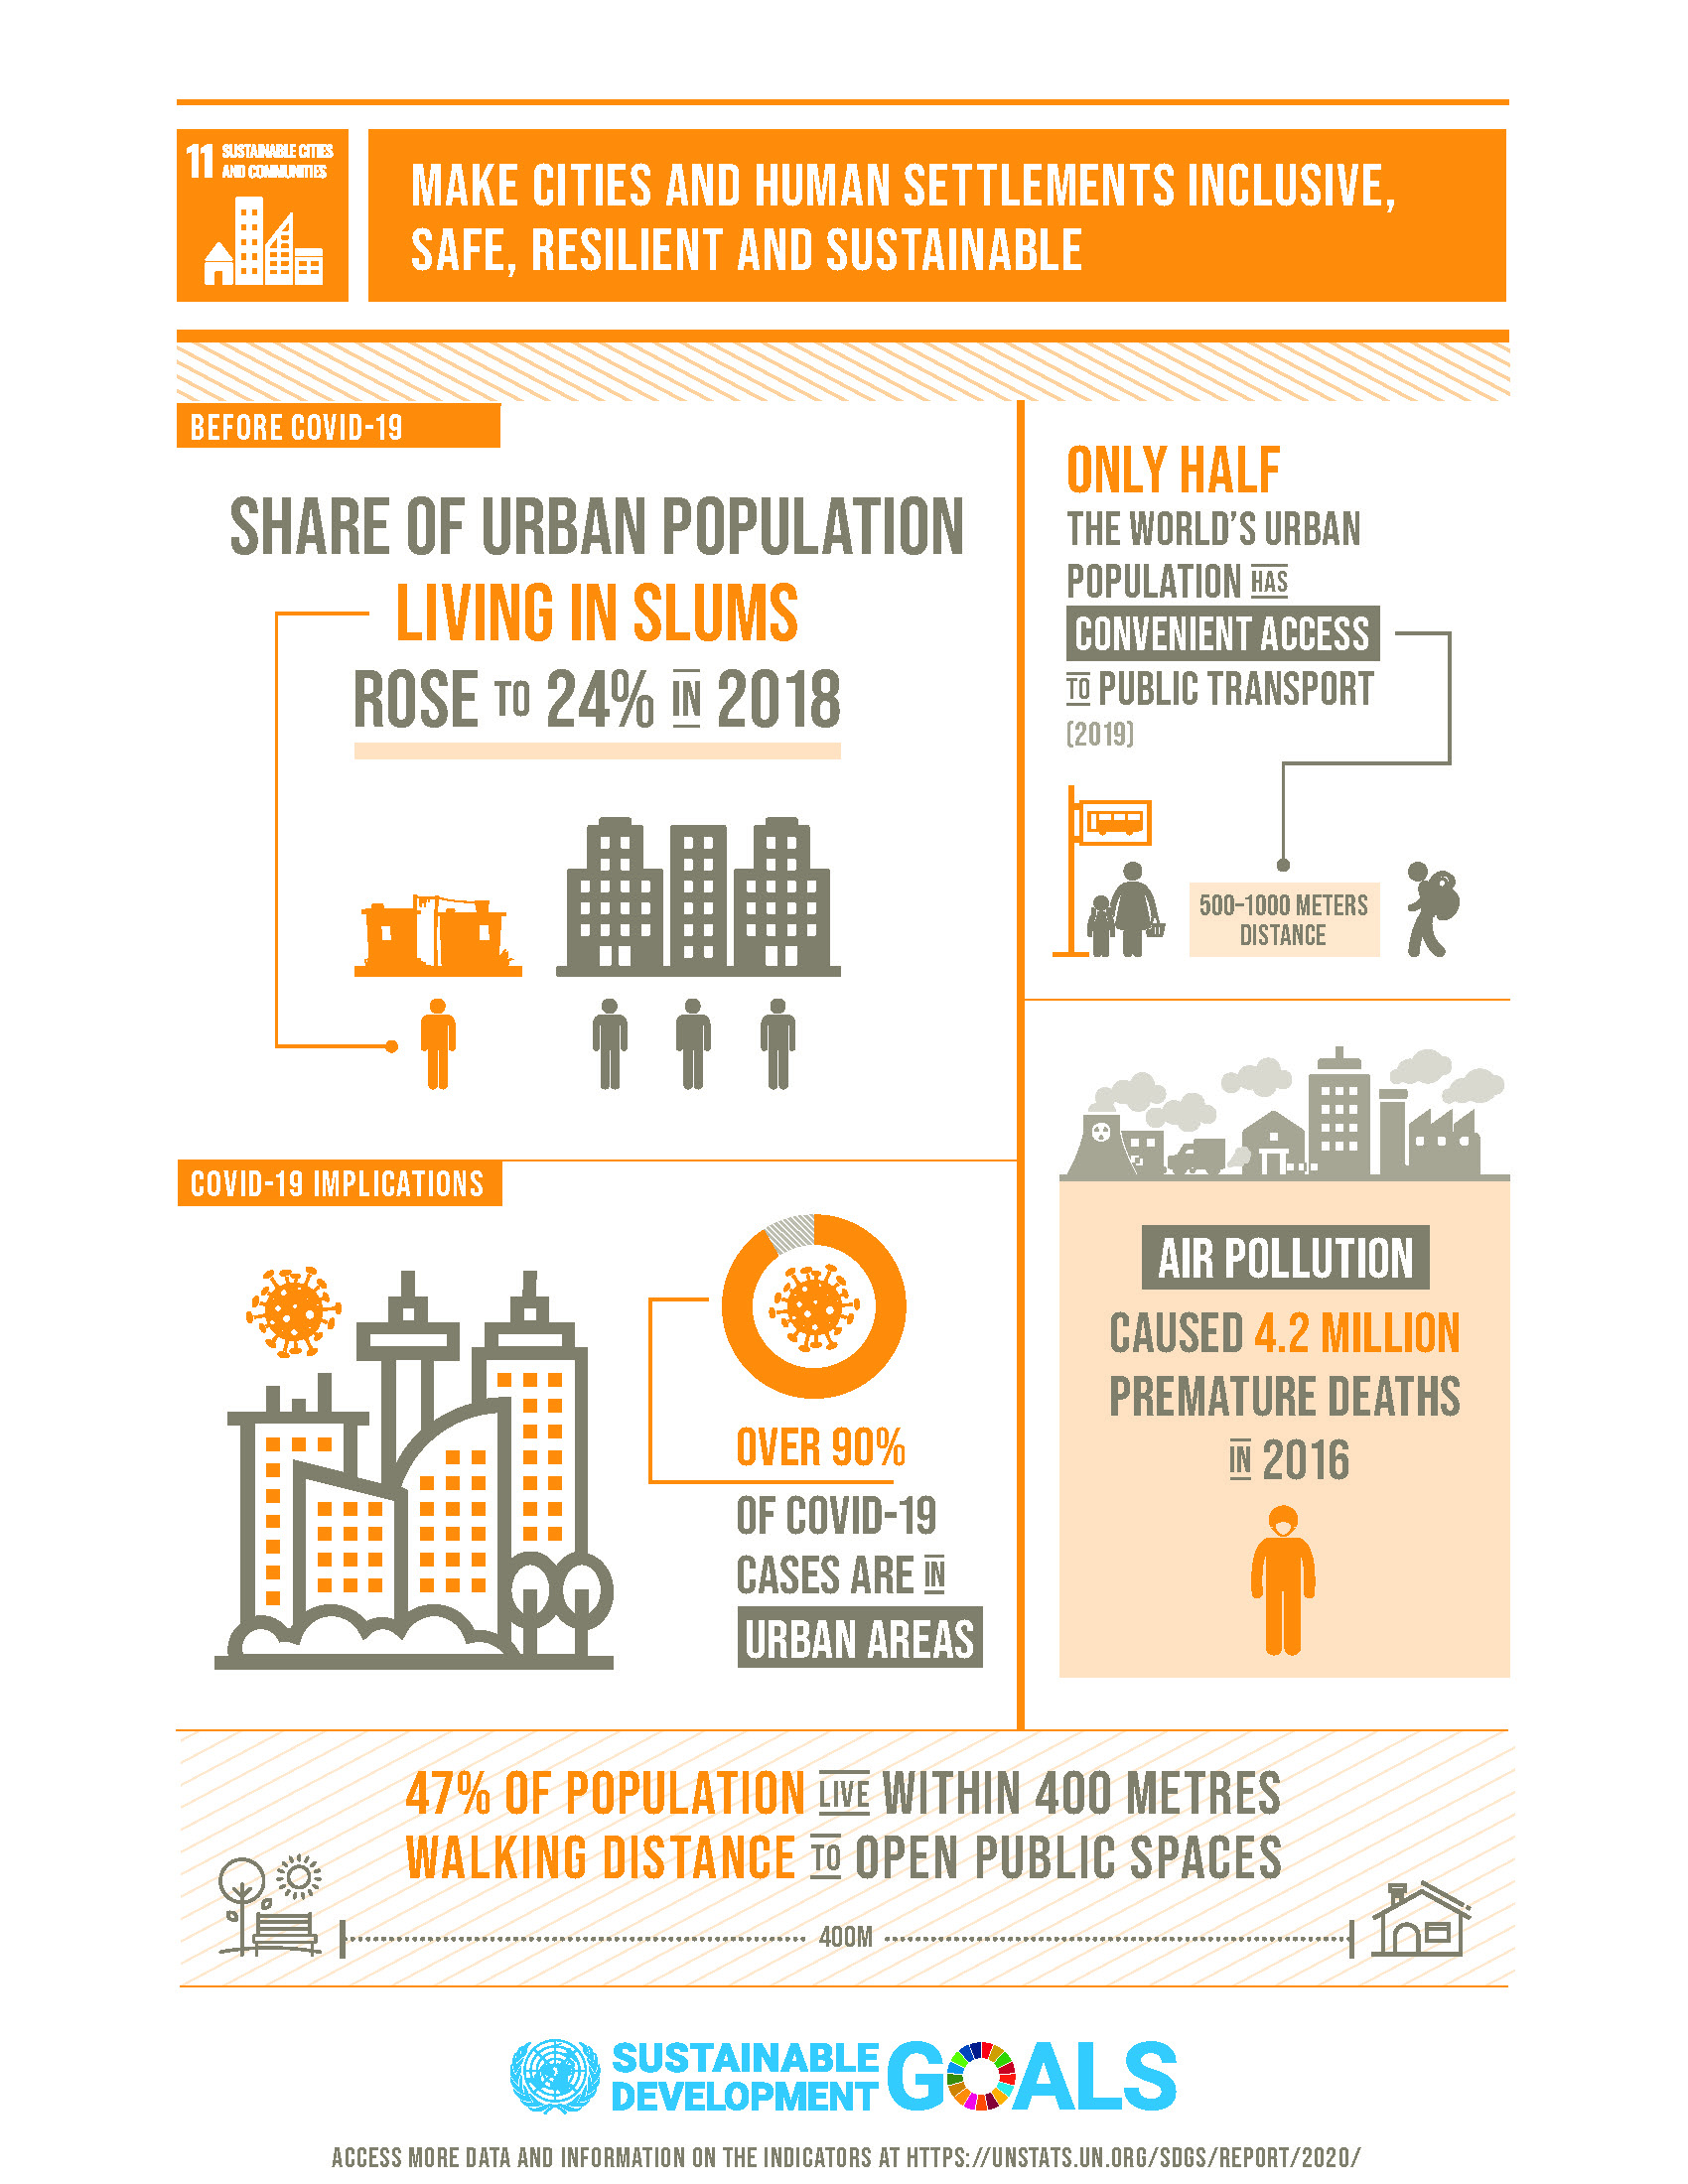 11 SUSTAINABLE CITIES
AND COMMUNITIES
MAKE CITIES AND HUMAN SETTLEMENTS INCLUSIVE,
SAFE, RESILIENT AND SUSTAINABLE
BEFORE COVID-19
SHARE OF URBAN POPULATION
LIVING IN SLUMS
ROSE TO 24% IN 2018
ONLY HALF
THE WORLD'S URBAN
POPULATION HAS
CONVENIENT ACCESS
TO PUBLIC TRANSPORT
(2019)
500-1000 METERS
DISTANCE
COVID-19 IMPLICATIONS
OVER 90%
OF COVID-19
CASES ARE IN
URBAN AREAS
AIR POLLUTION
CAUSED 4.2 MILLION
PREMATURE DEATHS
IN 2016
47% OF POPULATION LIVE WITHIN 400 METRES
WALKING DISTANCE TO OPEN PUBLIC SPACES
400M
SUSTAINABLE
DEVELOPMENT GOALS
ACCESS MORE DATA AND INFORMATION ON THE INDICATORS AT HTTPS://UNSTATS.UN.ORG/SDGS/REPORT/2020/